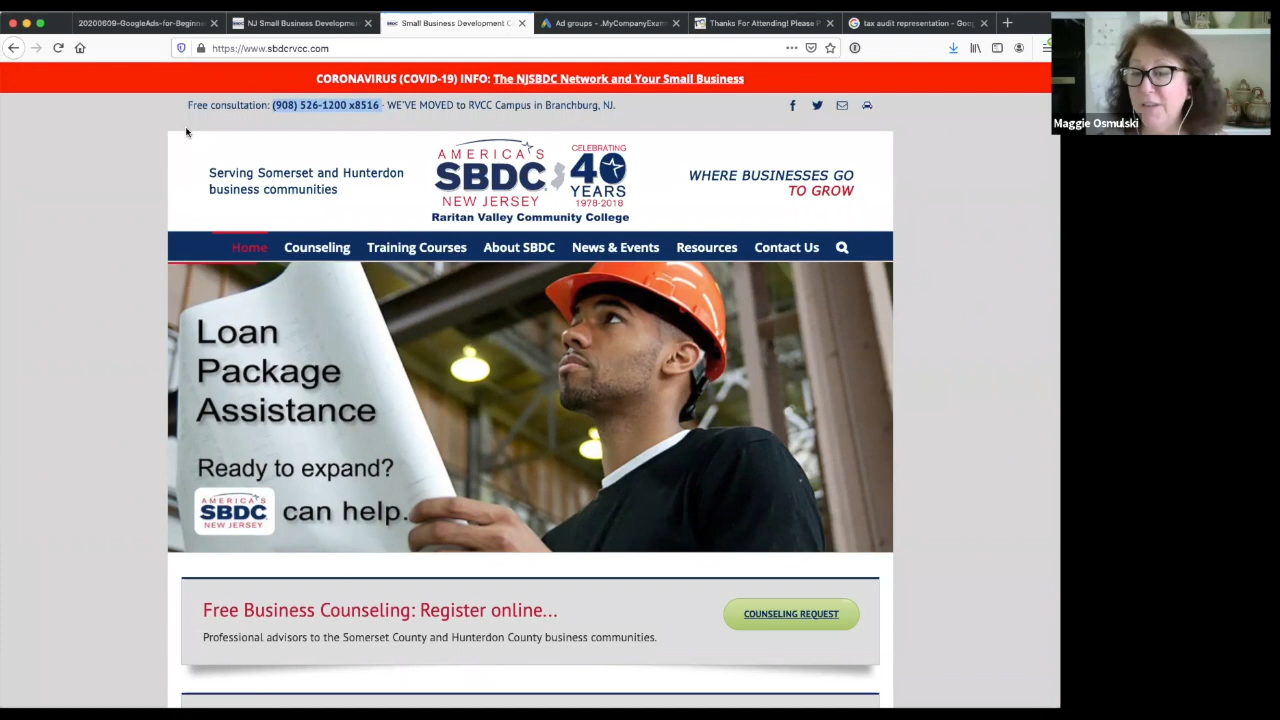 20200609-GoogleAds-for-Beginner
NJ Small Business Developme
Small Business Development C
Ad groups - .MyCompanyExam
Thanks For Attending! Please P
tax audit representation - Goo
https://www.sbdcrvcc.com
CORONAVIRUS (COVID-19) INFO: The NJSBDC Network and Your Small Business
Free consultation: (908) 526-1200 x8516 - WE'VE MOVED to RVCC Campus in Branchburg, NJ.
Maggie Osmulski
Serving Somerset and Hunterdon
business communities
AMERICA'S
SBDC
NEW JERSEY
CELEBRATING
40
YEARS
1978-2018
Raritan Valley Community College
WHERE BUSINESSES GO
TO GROW
Home Counseling Training Courses About SBDC News & Events Resources Contact Us
Loan
Package
Assistance
Ready to expand?
AMERICA'S
SBDC
NEW JERSEY
can help.
Free Business Counseling: Register online...
COUNSELING REQUEST
Professional advisors to the Somerset County and Hunterdon County business communities.